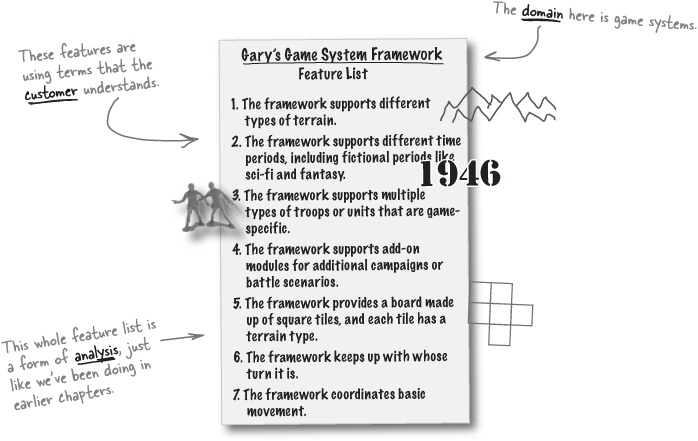 The domain here is game systems.
These features are
using terms that the
customer understands.
Gary's Game System Framework
Feature List
1. The framework supports different
types of terrain.
2. The framework supports different time
periods, including fictional periods like
sci-fi and fantasy.
1946
3. The framework supports multiple
types of troops or units that are game-
specific.
4. The framework supports add-on
modules for additional campaigns or
battle scenarios.
5. The framework provides a board made
up of square tiles, and each tile has a
terrain type.
6. The framework keeps up with whose
turn it is.
7. The framework coordinates basic
movement.
This whole feature list is
a form of analysis, just
like we've been doing in
earlier chapters.